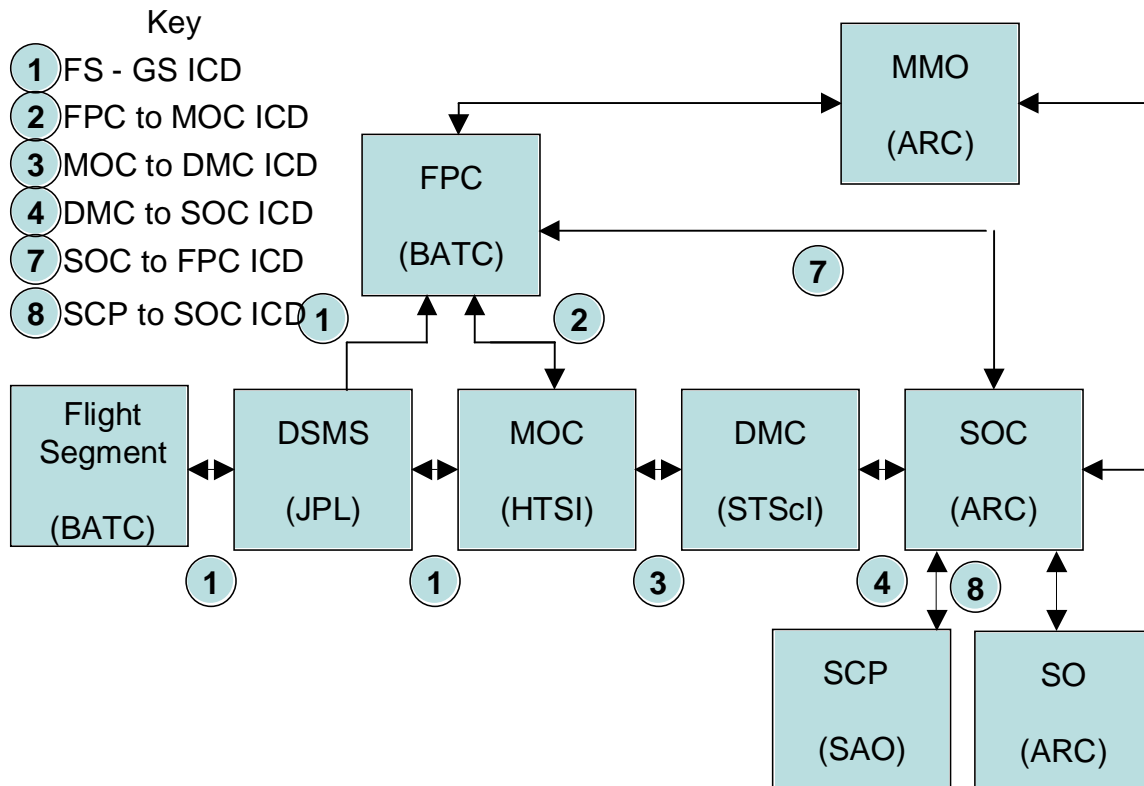 Key
1 FS - GS ICD
2 FPC to MOC ICD
3 MOC to DMC ICD
4 DMC to SOC ICD
7 SOC to FPC ICD
8 SCP to SOC ICD
MMO
(ARC)
FPC
(BATC)
7
1
2
Flight
Segment
(BATC)
DSMS
(JPL)
MOC
(HTSI)
DMC
(STScI)
SOC
(ARC)
1
1
3
4
8
SCP
(SAO)
SO
(ARC)